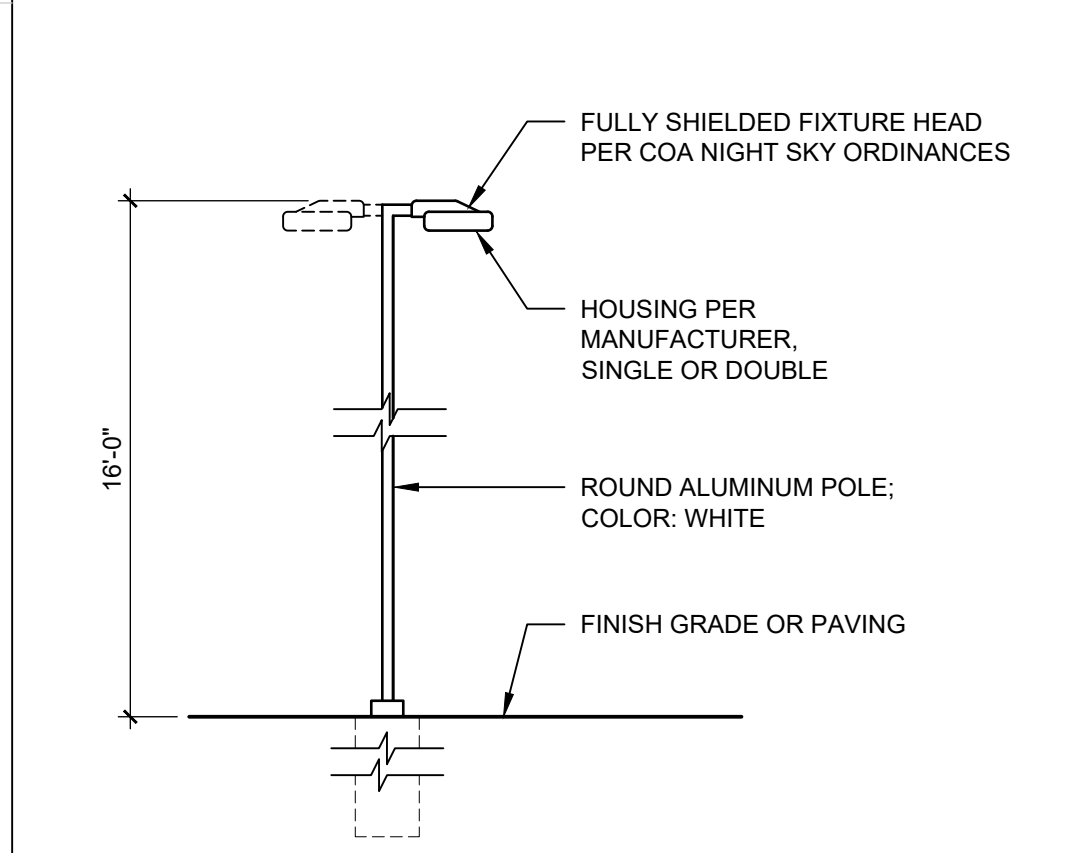 FULLY SHIELDED FIXTURE HEAD
PER COA NIGHT SKY ORDINANCES
HOUSING PER
MANUFACTURER,
SINGLE OR DOUBLE
16'-0"
ROUND ALUMINUM POLE;
COLOR: WHITE
FINISH GRADE OR PAVING